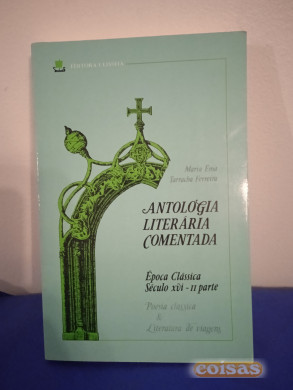 EDITORA ULISSEIA
Maria Ema
Tarracha Ferreira
ANTOLOGIA
LITERÁRIA
COMENTADA
Época Clássica
Século XVI - II parte
Poesia clássica
&
Literatura de viagens
coisas